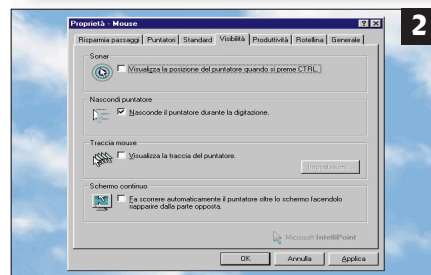 2
Proprietà - Mouse
Risparmia passaggi Puntatori Standard Visibilità Produttività Rotellina Generale
Sonar
Visualizza la posizione del puntatore quando si preme CTRL.
Nascondi puntatore
Nasconde il puntatore durante la digitazione.
Traccia mouse
Visualizza la traccia del puntatore.
Impostazioni...
Schermo continuo
Fa scorrere automaticamente il puntatore oltre lo schermo facendolo
riapparire dalla parte opposta.
Microsoft IntelliPoint
OK Annulla Applica